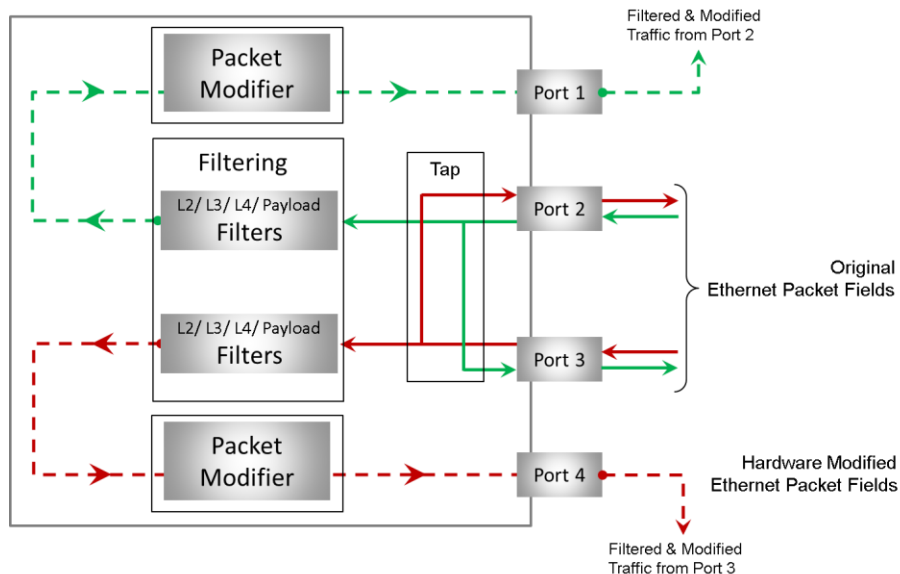 Filtered & Modified
Traffic from Port 2
Packet
Modifier
Port 1
Filtering
Tap
L2/ L3/ L4/ Payload
Filters
Port 2
Original
Ethernet Packet Fields
L2/ L3/ L4/ Payload
Filters
Port 3
Packet
Modifier
Port 4
Hardware Modified
Ethernet Packet Fields
Filtered & Modified
Traffic from Port 3